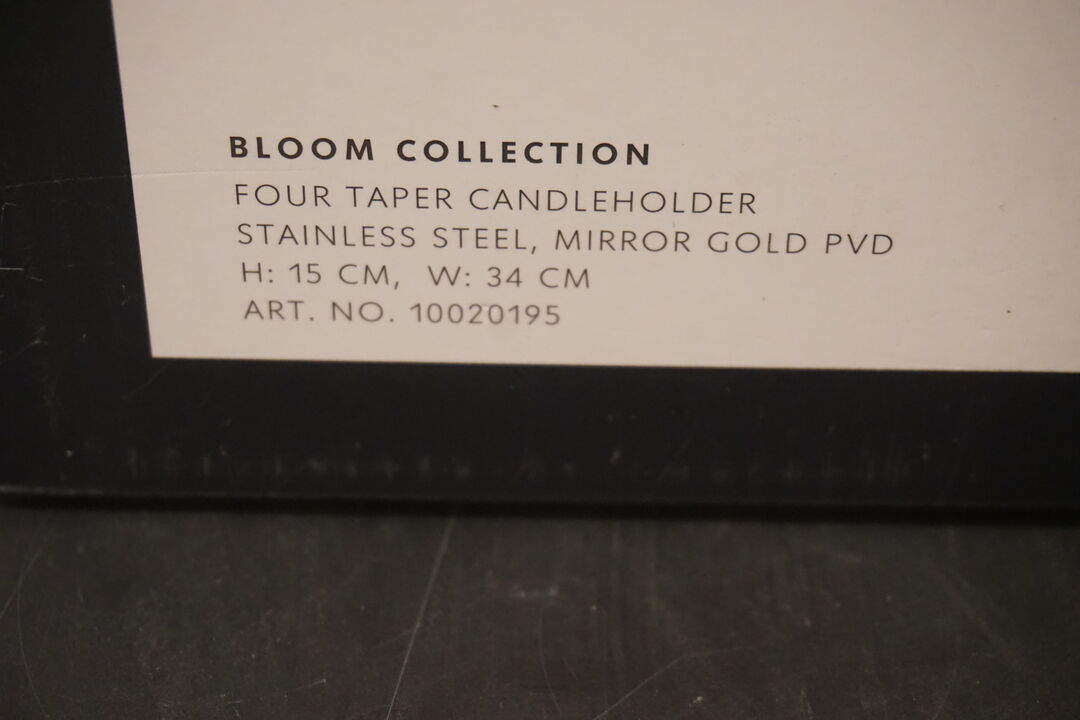 BLOOM COLLECTION
FOUR TAPER CANDLEHOLDER
STAINLESS STEEL, MIRROR GOLD PVD
H: 15 CM, W: 34 CM
ART. NO. 10020195